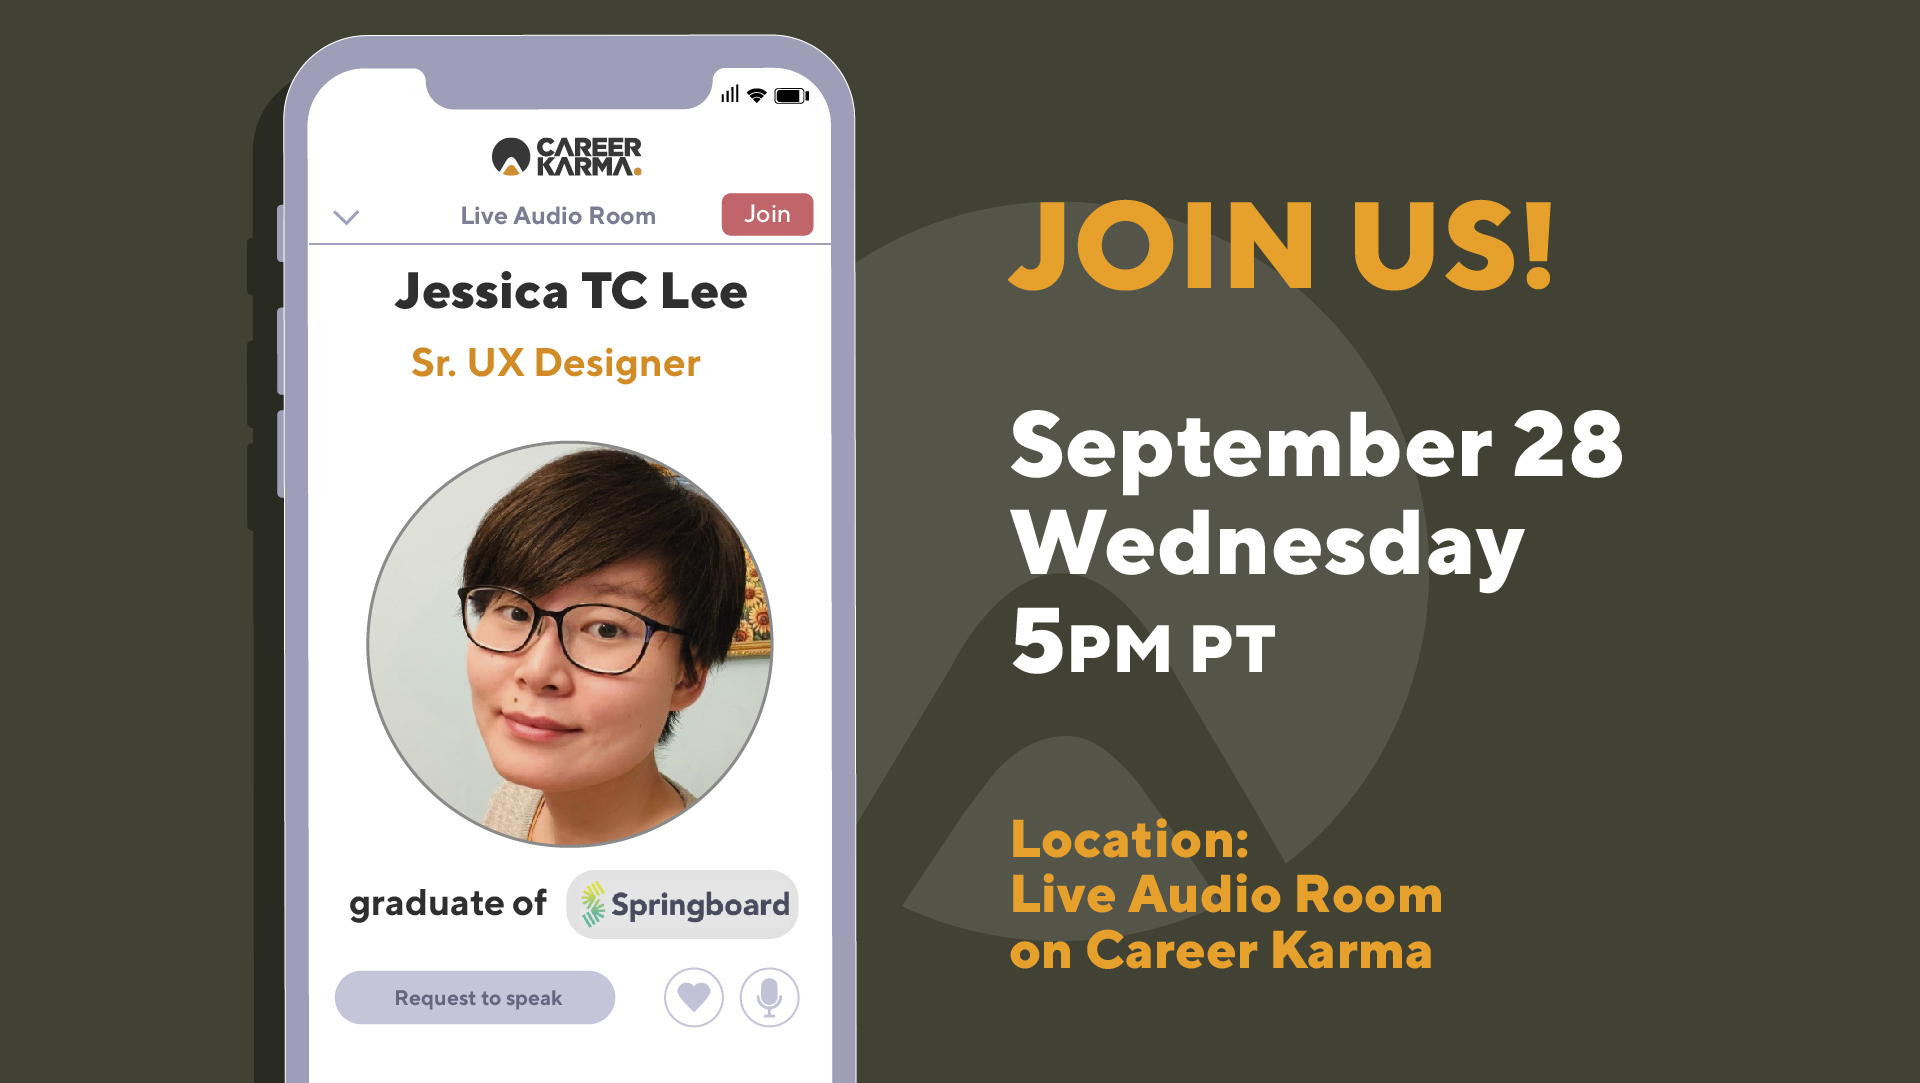 CAREER
KARMA.
Live Audio Room
Join
Jessica TC Lee
Sr. UX Designer
graduate of Springboard
Request to speak
JOIN US!
September 28
Wednesday
5PM PT
Location:
Live Audio Room
on Career Karma